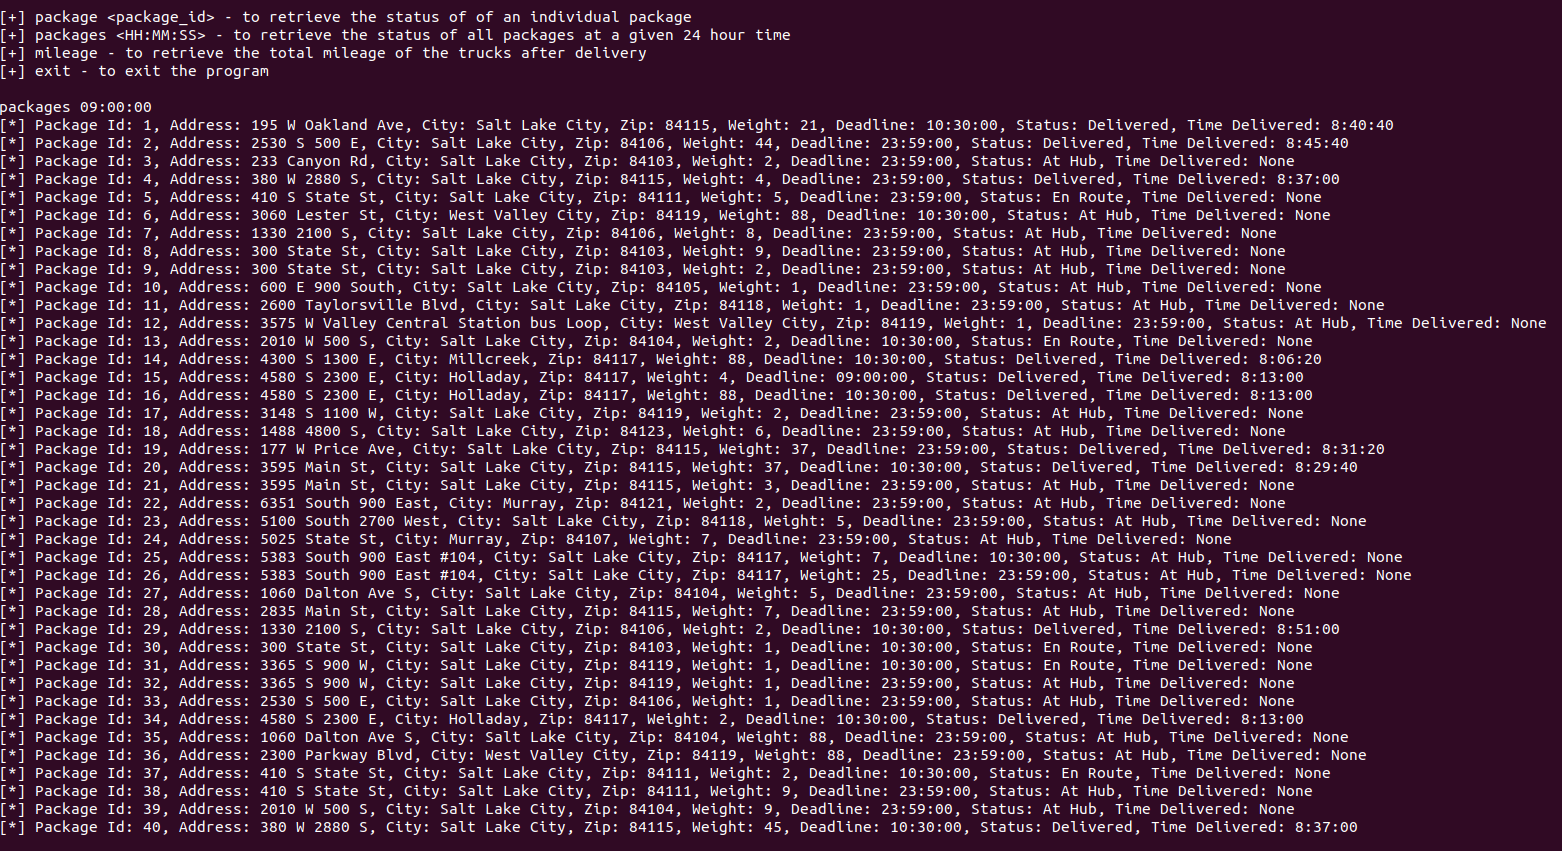 [+] package <package_id> - to retrieve the status of of an individual package
[+] packages <HH:MM:SS> - to retrieve the status of all packages at a given 24 hour time
[+] mileage - to retrieve the total mileage of the trucks after delivery
[+] exit - to exit the program
packages 09:00:00
[*] Package Id: 1, Address: 195 W Oakland Ave, City: Salt Lake City, Zip: 84115, Weight: 21, Deadline: 10:30:00, Status: Delivered, Time Delivered: 8:40:40
[*] Package Id: 2, Address: 2530 S 500 E, City: Salt Lake City, Zip: 84106, Weight: 44, Deadline: 23:59:00, Status: Delivered, Time Delivered: 8:45:40
[*] Package Id: 3, Address: 233 Canyon Rd, City: Salt Lake City, Zip: 84103, Weight: 2, Deadline: 23:59:00, Status: At Hub, Time Delivered: None
[*] Package Id: 4, Address: 380 W 2880 S, City: Salt Lake City, Zip: 84115, Weight: 4, Deadline: 23:59:00, Status: Delivered, Time Delivered: 8:37:00
[*] Package Id: 5, Address: 410 S State St, City: Salt Lake City, Zip: 84111, Weight: 5, Deadline: 23:59:00, Status: En Route, Time Delivered: None
[*] Package Id: 6, Address: 3060 Lester St, City: West Valley City, Zip: 84119, Weight: 88, Deadline: 10:30:00, Status: At Hub, Time Delivered: None
[*] Package Id: 7, Address: 1330 2100 S, City: Salt Lake City, Zip: 84106, Weight: 8, Deadline: 23:59:00, Status: At Hub, Time Delivered: None
[*] Package Id: 8, Address: 300 State St, City: Salt Lake City, Zip: 84103, Weight: 9, Deadline: 23:59:00, Status: At Hub, Time Delivered: None
[*] Package Id: 9, Address: 300 State St, City: Salt Lake City, Zip: 84103, Weight: 2, Deadline: 23:59:00, Status: At Hub, Time Delivered: None
[*] Package Id: 10, Address: 600 E 900 South, City: Salt Lake City, Zip: 84105, Weight: 1, Deadline: 23:59:00, Status: At Hub, Time Delivered: None
[*] Package Id: 11, Address: 2600 Taylorsville Blvd, City: Salt Lake City, Zip: 84118, Weight: 1, Deadline: 23:59:00, Status: At Hub, Time Delivered: None
[*] Package Id: 12, Address: 3575 W Valley Central Station bus Loop, City: West Valley City, Zip: 84119, Weight: 1, Deadline: 23:59:00, Status: At Hub, Time Delivered: None
[*] Package Id: 13, Address: 2010 W 500 S, City: Salt Lake City, Zip: 84104, Weight: 2, Deadline: 10:30:00, Status: En Route, Time Delivered: None
[*] Package Id: 14, Address: 4300 S 1300 E, City: Millcreek, Zip: 84117, Weight: 88, Deadline: 10:30:00, Status: Delivered, Time Delivered: 8:06:20
[*] Package Id: 15, Address: 4580 S 2300 E, City: Holladay, Zip: 84117, Weight: 4, Deadline: 09:00:00, Status: Delivered, Time Delivered: 8:13:00
[*] Package Id: 16, Address: 4580 S 2300 E, City: Holladay, Zip: 84117, Weight: 88, Deadline: 10:30:00, Status: Delivered, Time Delivered: 8:13:00
[*] Package Id: 17, Address: 3148 S 1100 W, City: Salt Lake City, Zip: 84119, Weight: 2, Deadline: 23:59:00, Status: At Hub, Time Delivered: None
[*] Package Id: 18, Address: 1488 4800 S, City: Salt Lake City, Zip: 84123, Weight: 6, Deadline: 23:59:00, Status: At Hub, Time Delivered: None
[*] Package Id: 19, Address: 177 W Price Ave, City: Salt Lake City, Zip: 84115, Weight: 37, Deadline: 23:59:00, Status: Delivered, Time Delivered: 8:31:20
[*] Package Id: 20, Address: 3595 Main St, City: Salt Lake City, Zip: 84115, Weight: 37, Deadline: 10:30:00, Status: Delivered, Time Delivered: 8:29:40
[*] Package Id: 21, Address: 3595 Main St, City: Salt Lake City, Zip: 84115, Weight: 3, Deadline: 23:59:00, Status: At Hub, Time Delivered: None
[*] Package Id: 22, Address: 6351 South 900 East, City: Murray, Zip: 84121, Weight: 2, Deadline: 23:59:00, Status: At Hub, Time Delivered: None
[*] Package Id: 23, Address: 5100 South 2700 West, City: Salt Lake City, Zip: 84118, Weight: 5, Deadline: 23:59:00, Status: At Hub, Time Delivered: None
[*] Package Id: 24, Address: 5025 State St, City: Murray, Zip: 84107, Weight: 7, Deadline: 23:59:00, Status: At Hub, Time Delivered: None
[*] Package Id: 25, Address: 5383 South 900 East #104, City: Salt Lake City, Zip: 84117, Weight: 7, Deadline: 10:30:00, Status: At Hub, Time Delivered: None
[*] Package Id: 26, Address: 5383 South 900 East #104, City: Salt Lake City, Zip: 84117, Weight: 25, Deadline: 23:59:00, Status: At Hub, Time Delivered: None
[*] Package Id: 27, Address: 1060 Dalton Ave S, City: Salt Lake City, Zip: 84104, Weight: 5, Deadline: 23:59:00, Status: At Hub, Time Delivered: None
[*] Package Id: 28, Address: 2835 Main St, City: Salt Lake City, Zip: 84115, Weight: 7, Deadline: 23:59:00, Status: At Hub, Time Delivered: None
[*] Package Id: 29, Address: 1330 2100 S, City: Salt Lake City, Zip: 84106, Weight: 2, Deadline: 10:30:00, Status: Delivered, Time Delivered: 8:51:00
[*] Package Id: 30, Address: 300 State St, City: Salt Lake City, Zip: 84103, Weight: 1, Deadline: 10:30:00, Status: En Route, Time Delivered: None
[*] Package Id: 31, Address: 3365 S 900 W, City: Salt Lake City, Zip: 84119, Weight: 1, Deadline: 10:30:00, Status: En Route, Time Delivered: None
[*] Package Id: 32, Address: 3365 S 900 W, City: Salt Lake City, Zip: 84119, Weight: 1, Deadline: 23:59:00, Status: At Hub, Time Delivered: None
[*] Package Id: 33, Address: 2530 S 500 E, City: Salt Lake City, Zip: 84106, Weight: 1, Deadline: 23:59:00, Status: At Hub, Time Delivered: None
[*] Package Id: 34, Address: 4580 S 2300 E, City: Holladay, Zip: 84117, Weight: 2, Deadline: 10:30:00, Status: Delivered, Time Delivered: 8:13:00
[*] Package Id: 35, Address: 1060 Dalton Ave S, City: Salt Lake City, Zip: 84104, Weight: 88, Deadline: 23:59:00, Status: At Hub, Time Delivered: None
[*] Package Id: 36, Address: 2300 Parkway Blvd, City: West Valley City, Zip: 84119, Weight: 88, Deadline: 23:59:00, Status: At Hub, Time Delivered: None
[*] Package Id: 37, Address: 410 S State St, City: Salt Lake City, Zip: 84111, Weight: 2, Deadline: 10:30:00, Status: En Route, Time Delivered: None
[*] Package Id: 38, Address: 410 S State St, City: Salt Lake City, Zip: 84111, Weight: 9, Deadline: 23:59:00, Status: At Hub, Time Delivered: None
[*] Package Id: 39, Address: 2010 W 500 S, City: Salt Lake City, Zip: 84104, Weight: 9, Deadline: 23:59:00, Status: At Hub, Time Delivered: None
[*] Package Id: 40, Address: 380 W 2880 S, City: Salt Lake City, Zip: 84115, Weight: 45, Deadline: 10:30:00, Status: Delivered, Time Delivered: 8:37:00